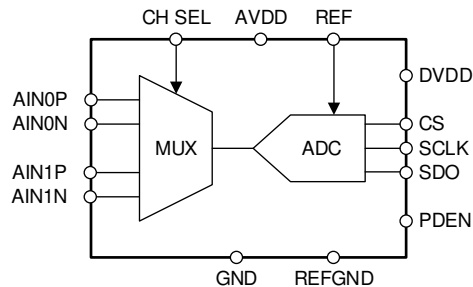 CH SEL AVDD REF
DVDD
AIN0P
AIN0N
CS
MUX
ADC
SCLK
AIN1P
SDO
AIN1N
PDEN
GND REFGND